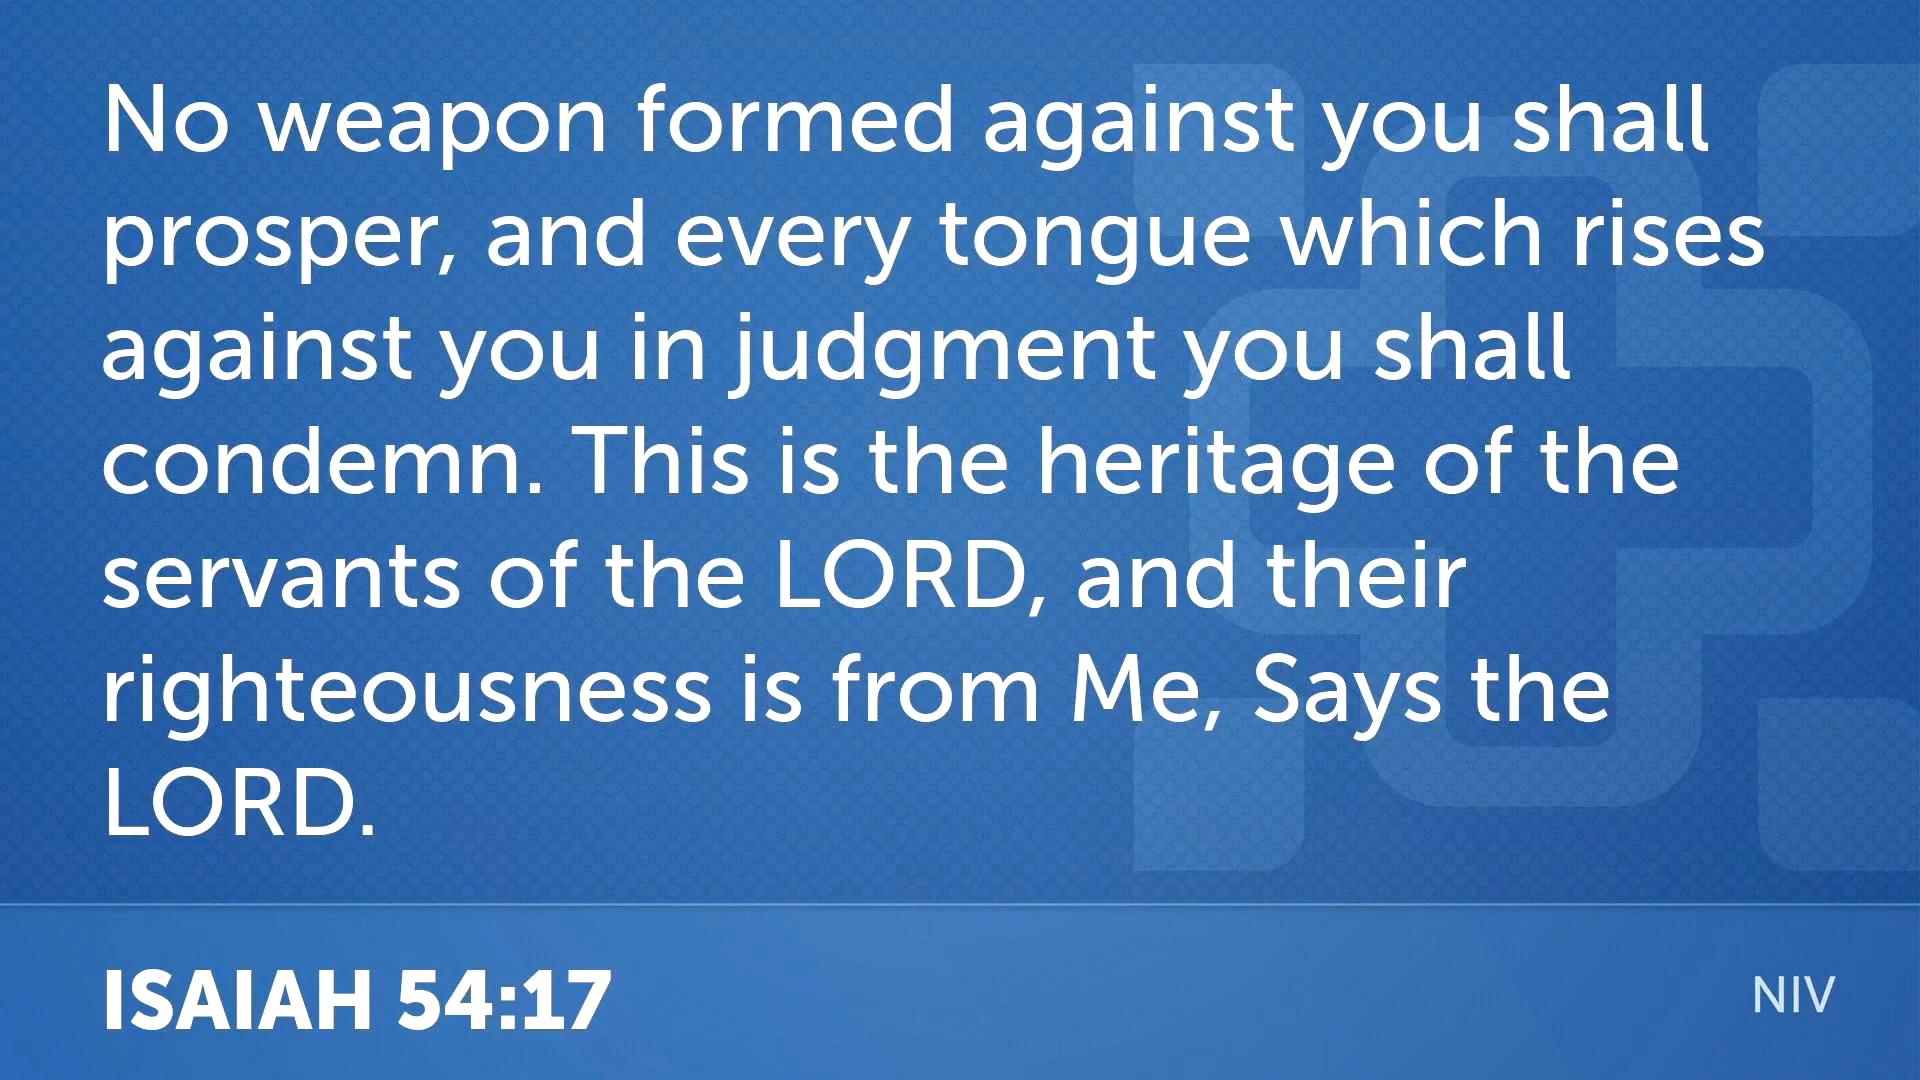 No weapon formed against you shall
prosper, and every tongue which rises
against you in judgment you shall
condemn. This is the heritage of the
servants of the LORD, and their
righteousness is from Me, Says the
LORD.
ISAIAH 54:17
NIV